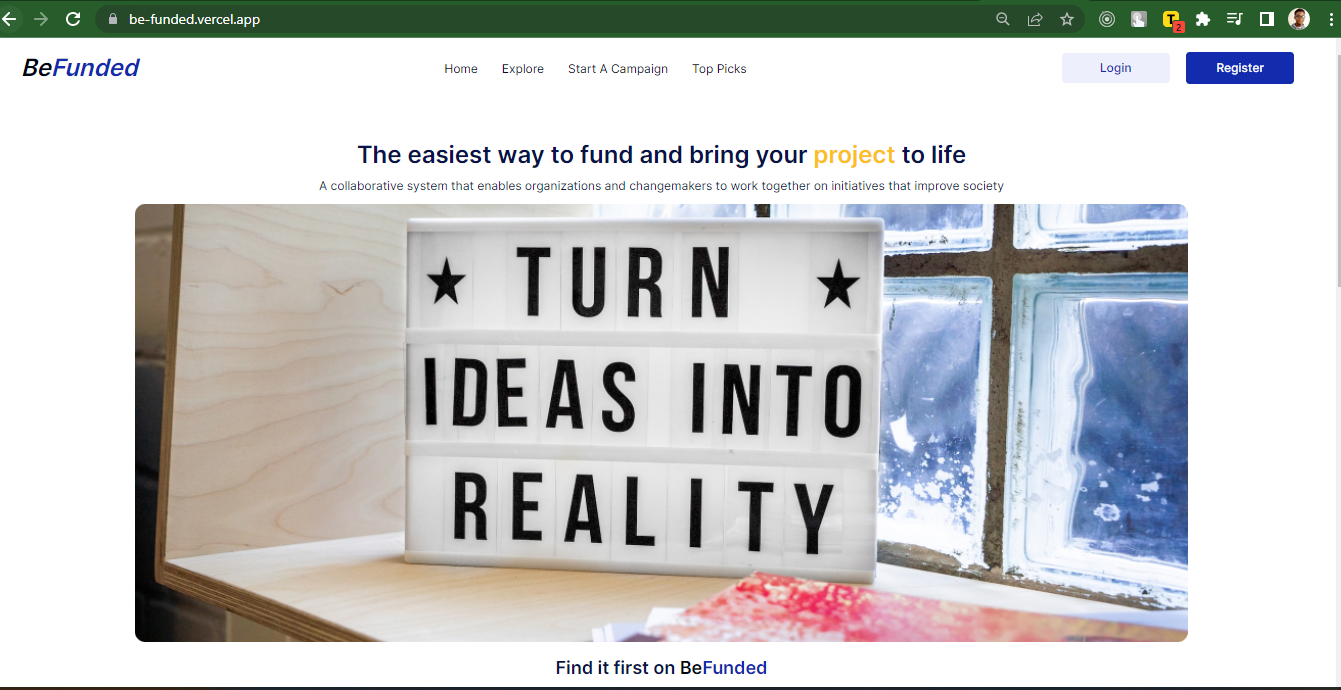 be-funded.vercel.app
T
2
BeFunded
Home
Explore
Start A Campaign
Top Picks
Login
Register
The easiest way to fund and bring your project to life
A collaborative system that enables organizations and changemakers to work together on initiatives that improve society
★ TURN ★
IDEAS INTO
REALITY
Find it first on BeFunded